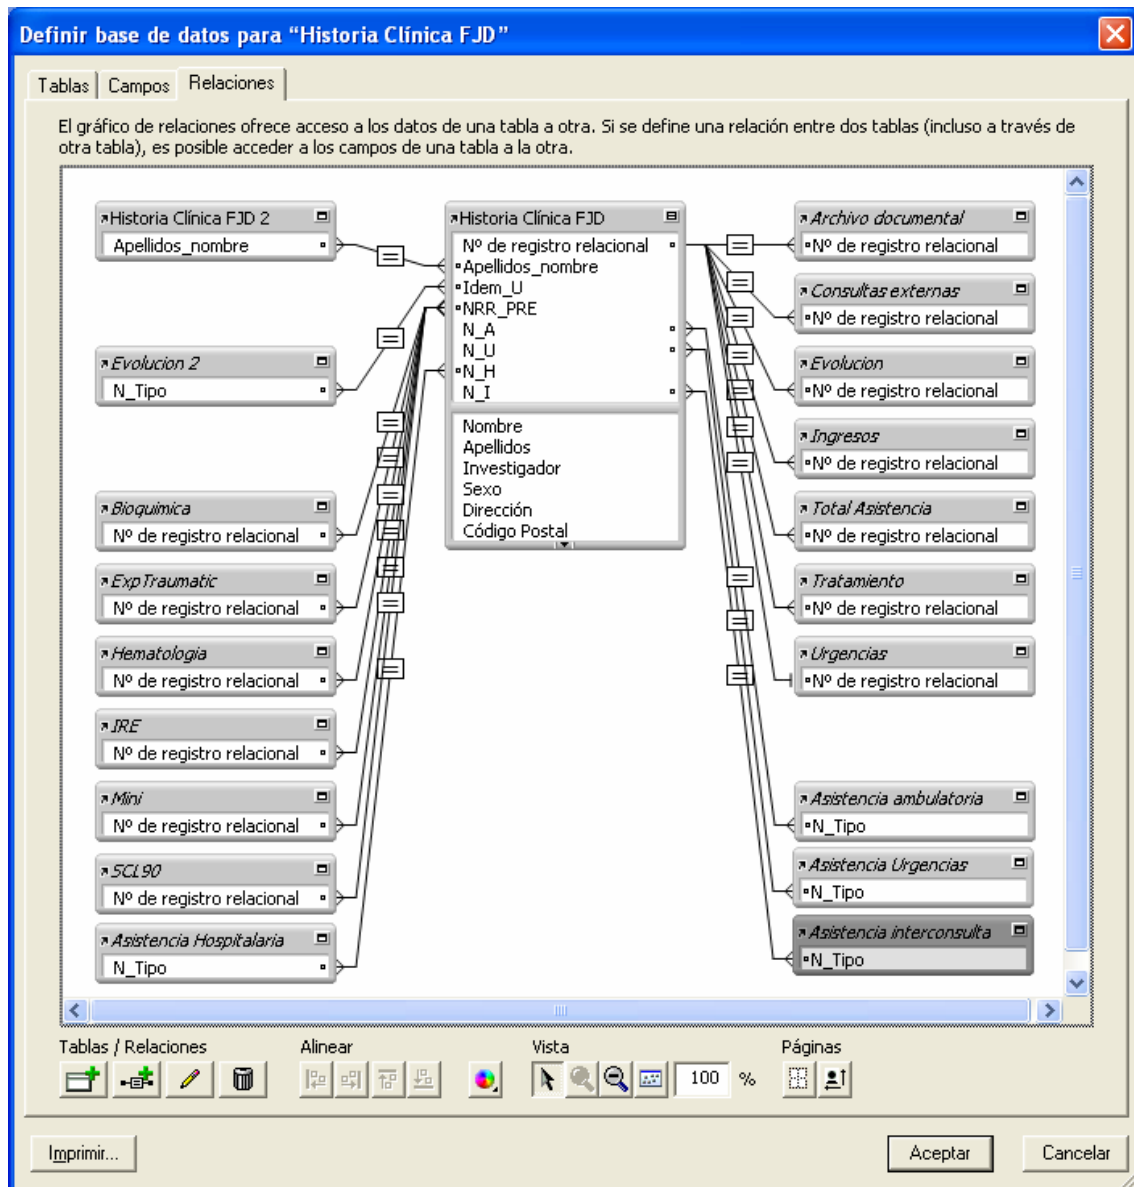 Definir base de datos para “Historia Clínica FJD”
Tablas
Campos
Relaciones
El gráfico de relaciones ofrece acceso a los datos de una tabla a otra. Si se define una relación entre dos tablas (incluso a través de
otra tabla), es posible acceder a los campos de una tabla a la otra.
Historia Clínica FJD 2
Apellidos_nombre
Evolucion 2
N_Tipo
Bioquimica
Nº de registro relacional
ExpTraumatic
Nº de registro relacional
Hematologia
Nº de registro relacional
IRE
Nº de registro relacional
Mini
Nº de registro relacional
SCL90
Nº de registro relacional
Asistencia Hospitalaria
N_Tipo
Historia Clínica FJD
Nº de registro relacional
Apellidos_nombre
Idem_U
NRR_PRE
N_A
N_U
N_H
N_I
Nombre
Apellidos
Investigador
Sexo
Dirección
Código Postal
Archivo documental
Nº de registro relacional
Consultas externas
Nº de registro relacional
Evolucion
Nº de registro relacional
Ingresos
Nº de registro relacional
Total Asistencia
Nº de registro relacional
Tratamiento
Nº de registro relacional
Urgencias
Nº de registro relacional
Asistencia ambulatoria
N_Tipo
Asistencia Urgencias
N_Tipo
Asistencia interconsulta
N_Tipo
Tablas / Relaciones
Alinear
Vista
Páginas
100 %
Imprimir...
Aceptar
Cancelar